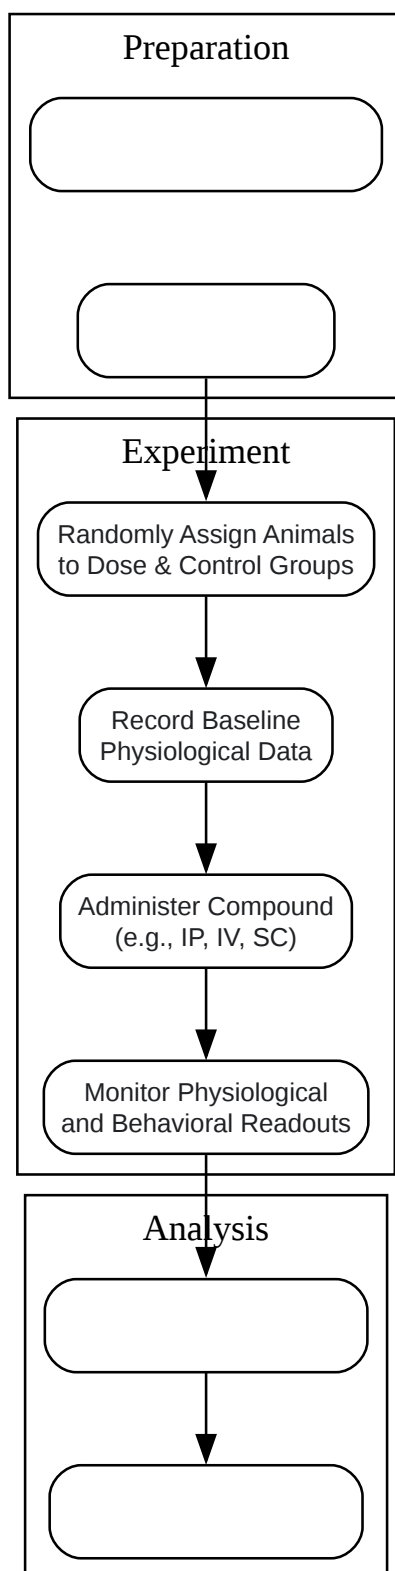 Preparation
Experiment
Randomly Assign Animals
to Dose & Control Groups
Record Baseline
Physiological Data
Administer Compound
(e.g., IP, IV, SC)
Monitor Physiological
and Behavioral Readouts
Analysis